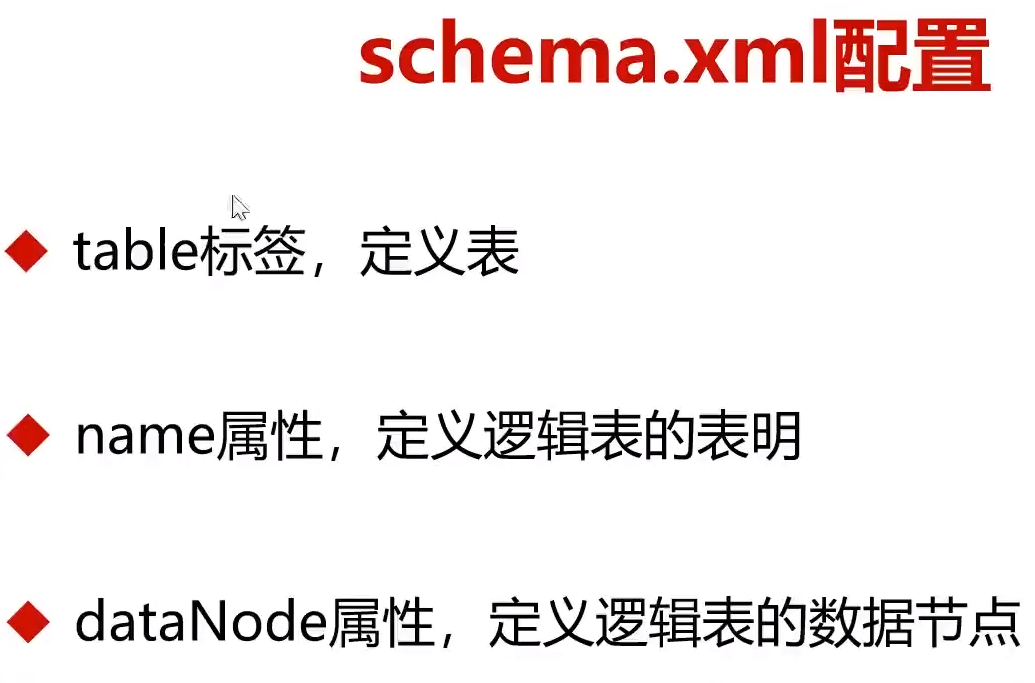 schema.xml配置
table标签，定义表
name属性，定义逻辑表的表明
dataNode属性，定义逻辑表的数据节点